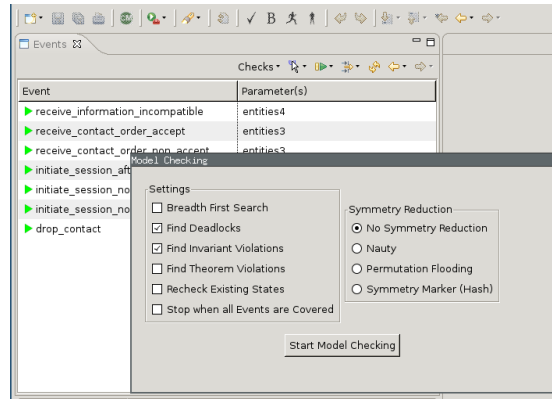 Events
Checks
Event Parameter(s)
receive_information_incompatible entities4
receive_contact_order_accept entities3
receive_contact_order_non_accept entities3
Model Checking
initiate_session_aft
initiate_session_no
initiate_session_no
drop_contact
Settings
Breadth First Search
Find Deadlocks
Find Invariant Violations
Find Theorem Violations
Recheck Existing States
Stop when all Events are Covered
Symmetry Reduction
No Symmetry Reduction
Nauty
Permutation Flooding
Symmetry Marker (Hash)
Start Model Checking